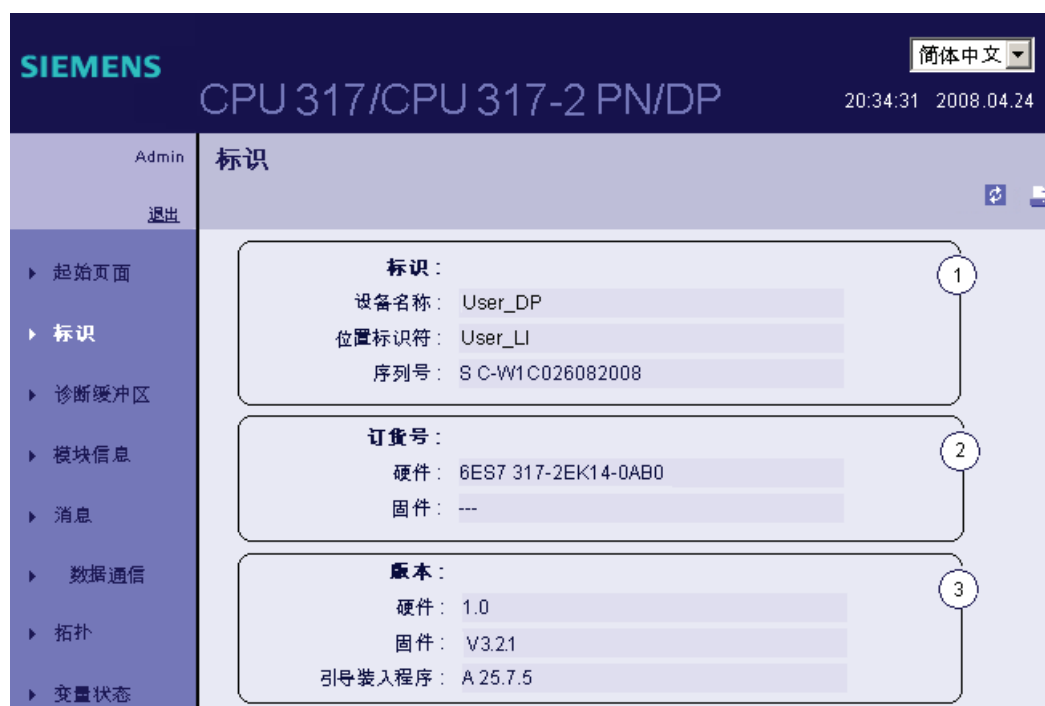 SIEMENS
简体中文
CPU 317/CPU 317-2 PN/DP
20:34:31 2008.04.24
Admin
退出
标识
起始页面
标识
诊断缓冲区
模块信息
消息
数据通信
拓扑
变量状态
标识：
1
设备名称： User_DP
位置标识符： User_LI
序列号： S C-W1C026082008
订货号：
2
硬件： 6ES7 317-2EK14-0AB0
固件： ---
版本：
3
硬件： 1.0
固件： V3.2.1
引导装入程序： A 25.7.5